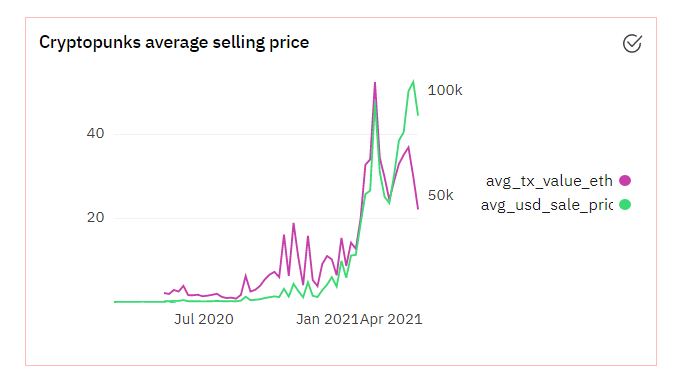 Cryptopunks average selling price
100k
40
50k
20
avg_tx_value_eth
avg_usd_sale_pric
Jul 2020 Jan 2021 Apr 2021